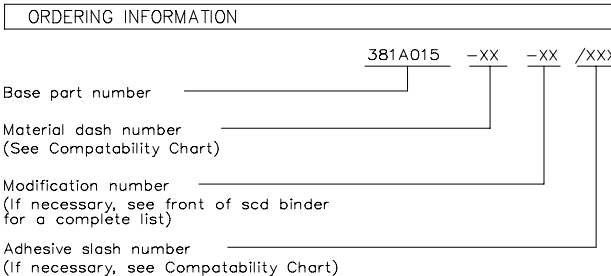 ORDERING INFORMATION
381A015 -XX -XX /XXX
Base part number
Material dash number
(See Compatability Chart)
Modification number
(If necessary, see front of scd binder
for a complete list)
Adhesive slash number
(If necessary, see Compatability Chart)